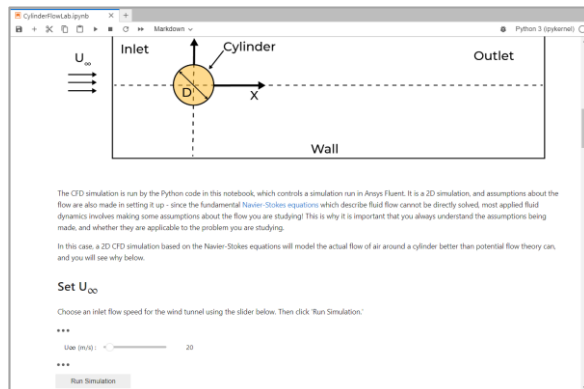 CylinderFlowLab.ipynb
Markdown
Python 3 (ipykernel)
Inlet
Cylinder
Outlet
U∞
D
X
Wall
The CFD simulation is run by the Python code in this notebook, which controls a simulation run in Ansys Fluent. It is a 2D simulation, and assumptions about the
flow are also made in setting it up - since the fundamental Navier-Stokes equations which describe fluid flow cannot be directly solved, most applied fluid
dynamics involves making some assumptions about the flow you are studying! This is why it is important that you always understand the assumptions being
made, and whether they are applicable to the problem you are studying.
In this case, a 2D CFD simulation based on the Navier-Stokes equations will model the actual flow of air around a cylinder better than potential flow theory can,
and you will see why below.
Set U∞
Choose an inlet flow speed for the wind tunnel using the slider below. Then click 'Run Simulation.'
•••
U∞ (m/s) : 20
•••
Run Simulation